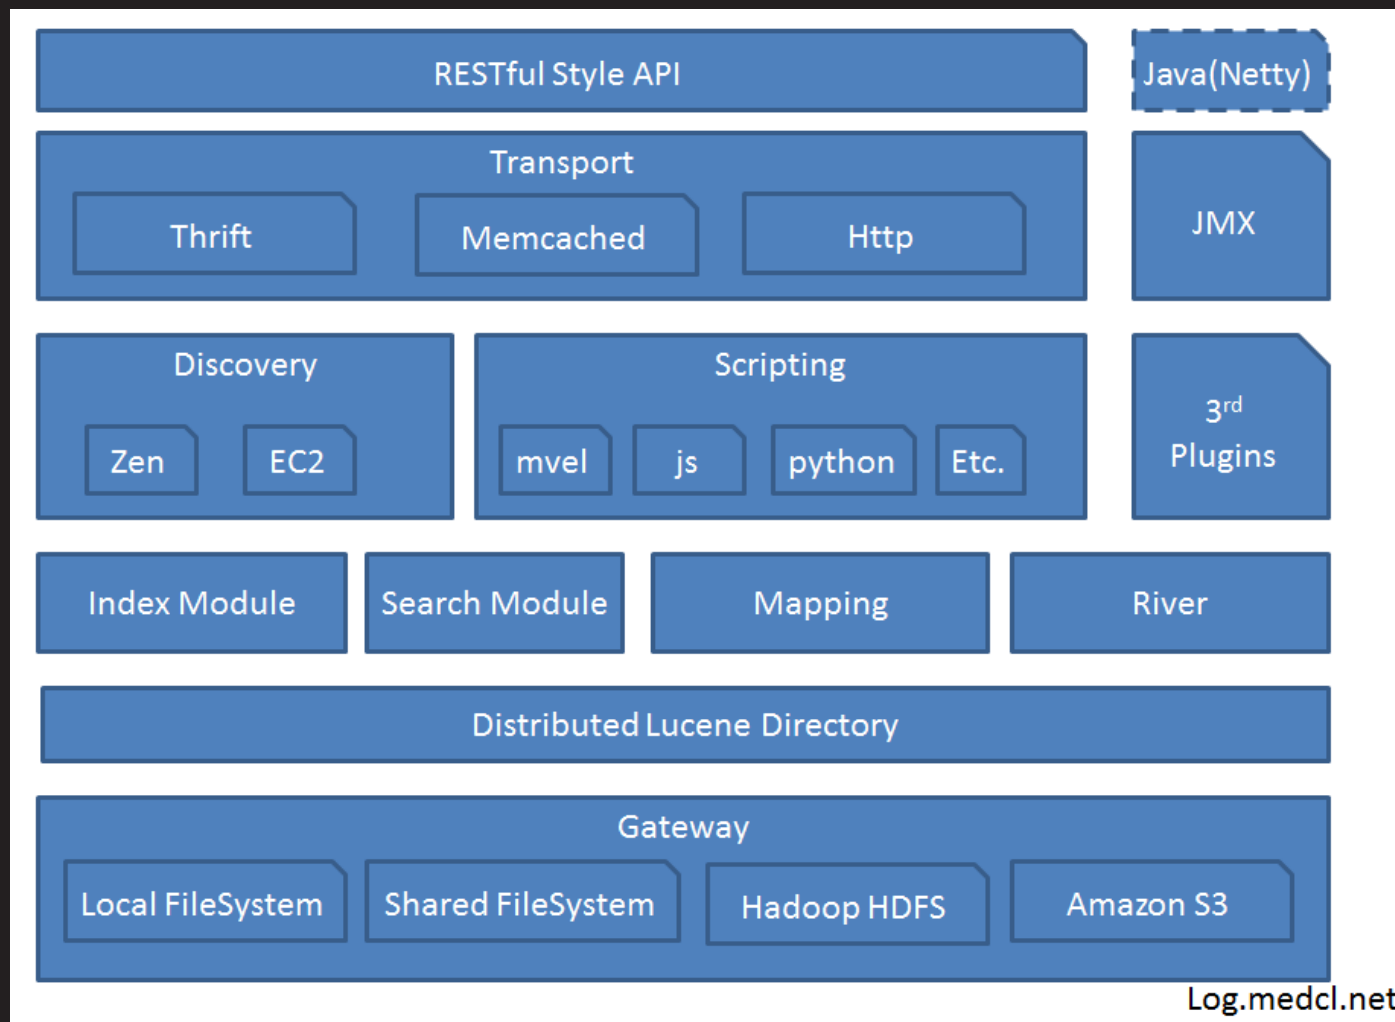 RESTful Style API
Java(Netty)
Transport
Thrift
Memcached
Http
JMX
Discovery
Zen
EC2
Scripting
mvel
js
python
Etc.
3rd
Plugins
Index Module
Search Module
Mapping
River
Distributed Lucene Directory
Gateway
Local FileSystem
Shared FileSystem
Hadoop HDFS
Amazon S3
Log.medcl.net